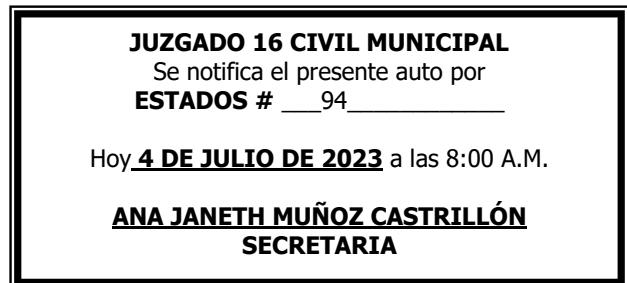 JUZGADO 16 CIVIL MUNICIPAL
Se notifica el presente auto por
ESTADOS # ___94____________
Hoy 4 DE JULIO DE 2023 a las 8:00 A.M.
ANA JANETH MUÑOZ CASTRILLÓN
SECRETARIA